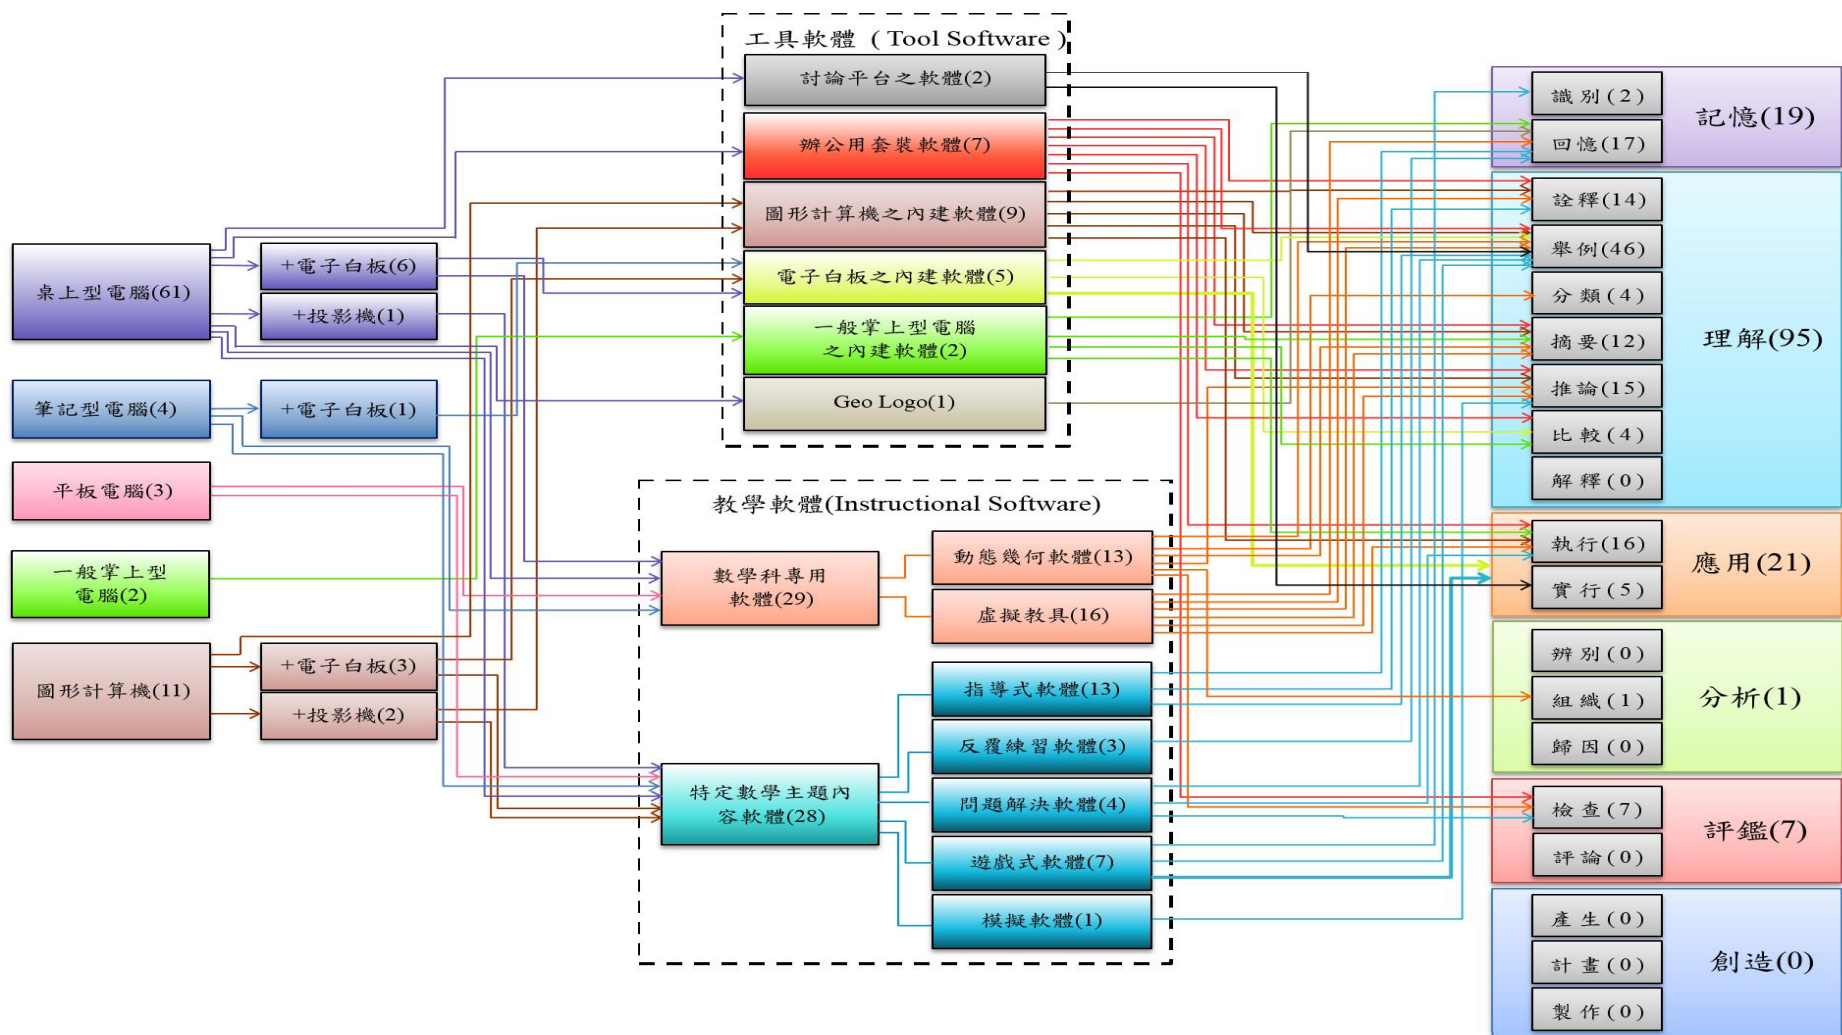 工具軟體 ( Tool Software )
討論平台之軟體(2)
辦公用套裝軟體(7)
圖形計算機之內建軟體(9)
電子白板之內建軟體(5)
一般掌上型電腦
之內建軟體(2)
Geo Logo(1)
桌上型電腦(61)
+電子白板(6)
+投影機(1)
筆記型電腦(4)
+電子白板(1)
平板電腦(3)
一般掌上型
電腦(2)
圖形計算機(11)
+電子白板(3)
+投影機(2)
教學軟體(Instructional Software)
數學科專用
軟體(29)
動態幾何軟體(13)
虛擬教具(16)
特定數學主題內
容軟體(28)
指導式軟體(13)
反覆練習軟體(3)
問題解決軟體(4)
遊戲式軟體(7)
模擬軟體(1)
識別(2)
回憶(17)
記憶(19)
詮釋(14)
舉例(46)
分類(4)
摘要(12)
推論(15)
比較(4)
解釋(0)
理解(95)
執行(16)
實行(5)
應用(21)
辨別(0)
組織(1)
歸因(0)
分析(1)
檢查(7)
評論(0)
評鑑(7)
產生(0)
計畫(0)
製作(0)
創造(0)